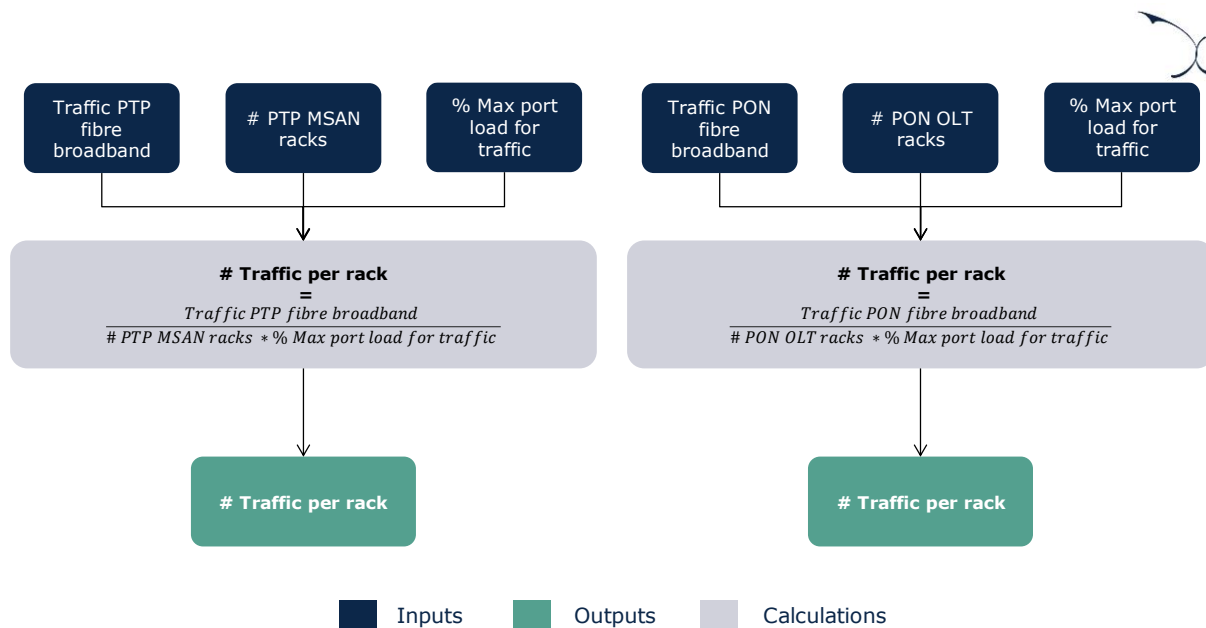 Traffic PTP
fibre
broadband
# PTP MSAN
racks
% Max port
load for
traffic
Traffic PON
fibre
broadband
# PON OLT
racks
% Max port
load for
traffic
# Traffic per rack
=
Traffic PTP fibre broadband
# PTP MSAN racks * % Max port load for traffic
# Traffic per rack
=
Traffic PON fibre broadband
# PON OLT racks * % Max port load for traffic
# Traffic per rack
# Traffic per rack
Inputs
Outputs
Calculations